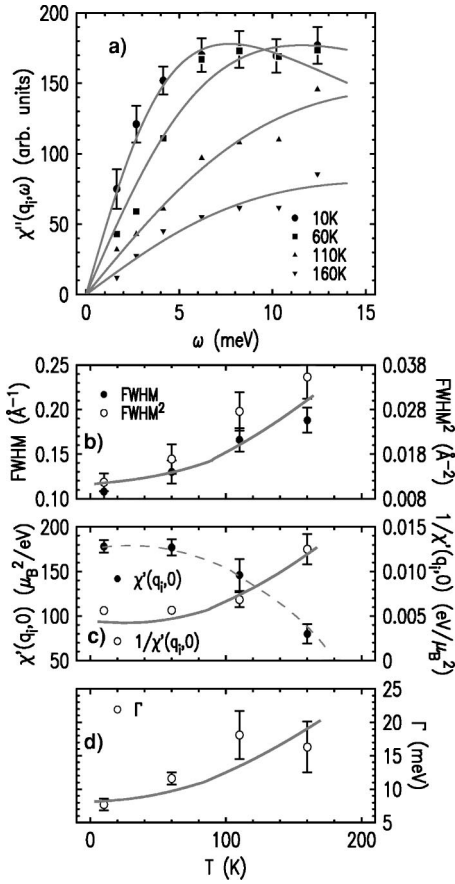 200
a)
150
100
50
0
χ''(qᵢ,ω) (arb. units)
10K
60K
110K
160K
0 5 10 15
ω (meV)
0.25
0.20
0.15
0.10
FWHM (Å⁻¹)
FWHM
FWHM²
b)
0.038
0.028
0.018
0.008
FWHM² (Å⁻²)
200
150
100
50
χ'(qᵢ,0) (μB²/eV)
χ'(qᵢ,0)
c)
1/χ'(qᵢ,0)
0.015
0.010
0.005
0
1/χ'(qᵢ,0) (eV/μB²)
Γ
d)
25
20
15
10
5
Γ (meV)
0 100 200
T (K)